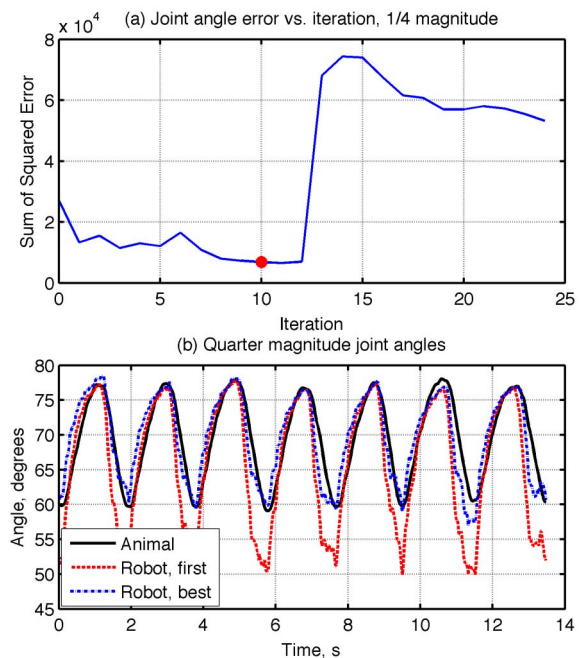 (a) Joint angle error vs. iteration, 1/4 magnitude
x 10^4
8
6
4
2
0
Sum of Squared Error
0 5 10 15 20 25
Iteration
(b) Quarter magnitude joint angles
80
75
70
65
60
55
50
45
Angle, degrees
Animal
Robot, first
Robot, best
0 2 4 6 8 10 12 14
Time, s